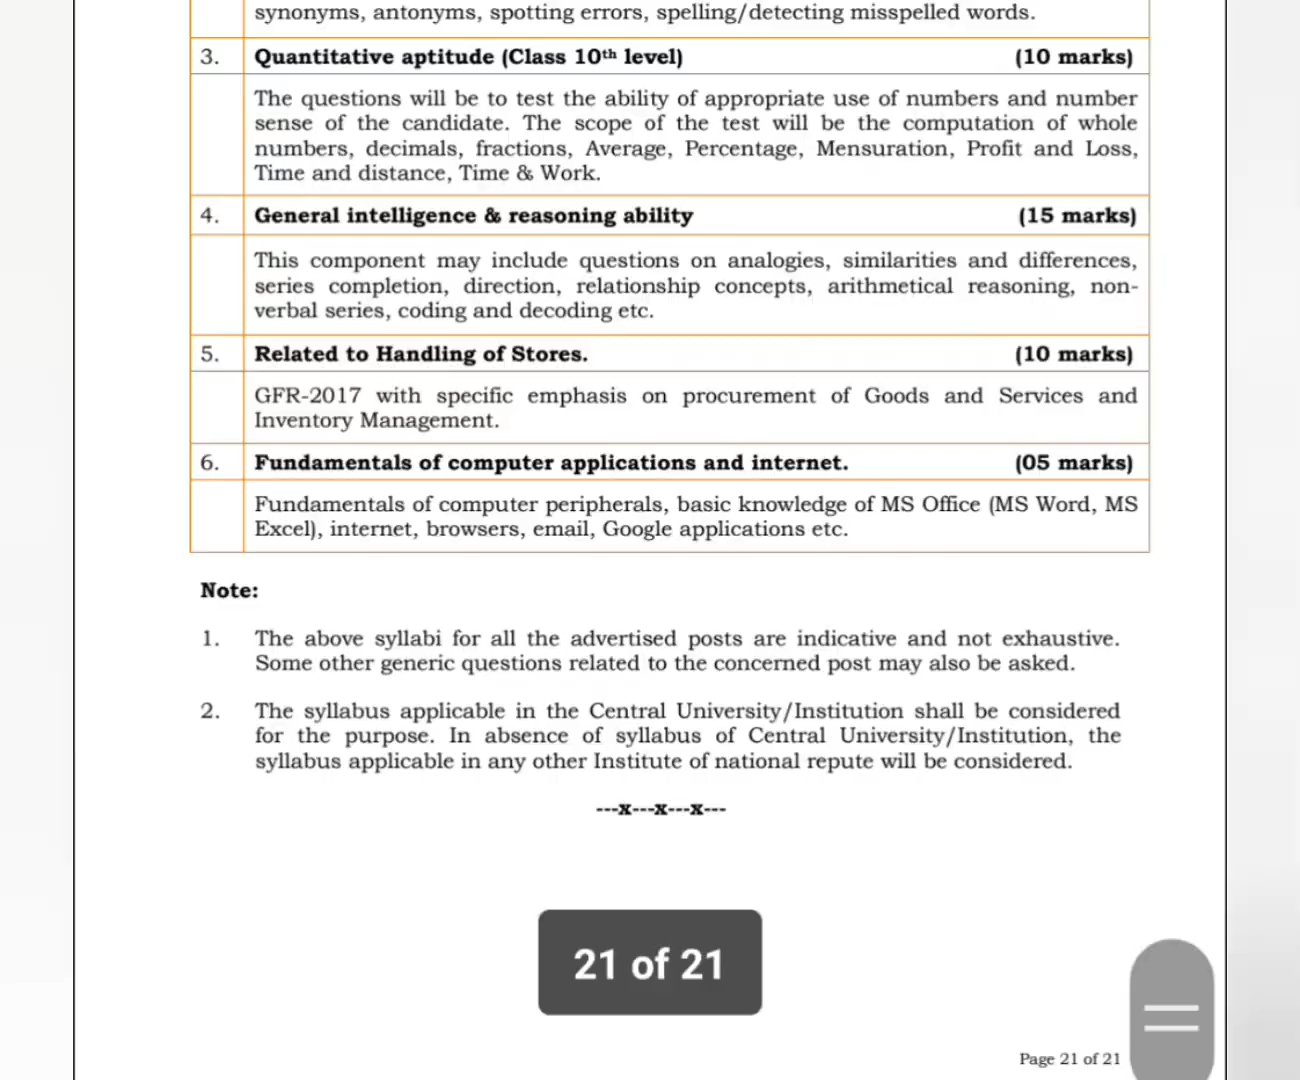 synonyms, antonyms, spotting errors, spelling/detecting misspelled words.
3. Quantitative aptitude (Class 10th level) (10 marks)
The questions will be to test the ability of appropriate use of numbers and number
sense of the candidate. The scope of the test will be the computation of whole
numbers, decimals, fractions, Average, Percentage, Mensuration, Profit and Loss,
Time and distance, Time & Work.
4. General intelligence & reasoning ability (15 marks)
This component may include questions on analogies, similarities and differences,
series completion, direction, relationship concepts, arithmetical reasoning, non-
verbal series, coding and decoding etc.
5. Related to Handling of Stores. (10 marks)
GFR-2017 with specific emphasis on procurement of Goods and Services and
Inventory Management.
6. Fundamentals of computer applications and internet. (05 marks)
Fundamentals of computer peripherals, basic knowledge of MS Office (MS Word, MS
Excel), internet, browsers, email, Google applications etc.
Note:
1. The above syllabi for all the advertised posts are indicative and not exhaustive.
Some other generic questions related to the concerned post may also be asked.
2. The syllabus applicable in the Central University/Institution shall be considered
for the purpose. In absence of syllabus of Central University/Institution, the
syllabus applicable in any other Institute of national repute will be considered.
---x---x---x---
21 of 21
Page 21 of 21